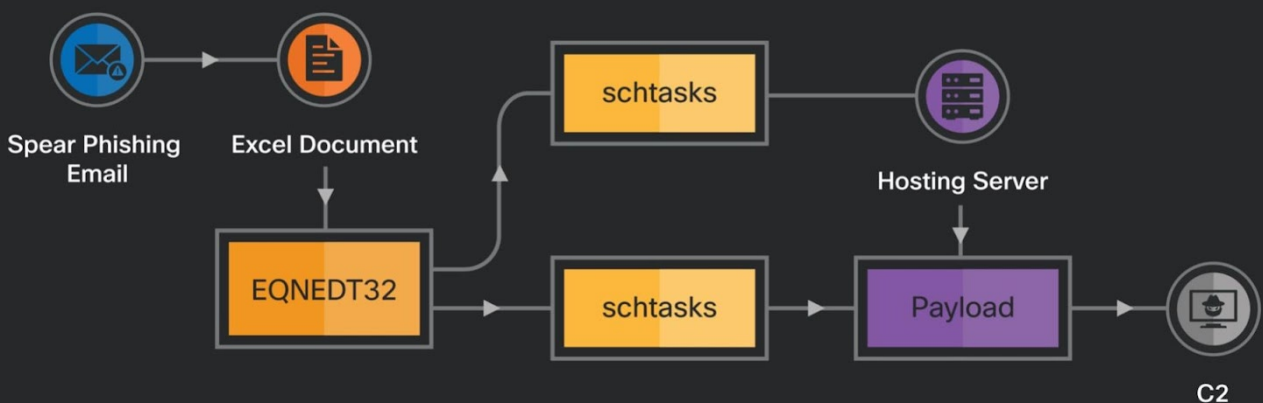 schtasks
Spear Phishing
Email
Excel Document
Hosting Server
EQNEDT32
schtasks
Payload
C2